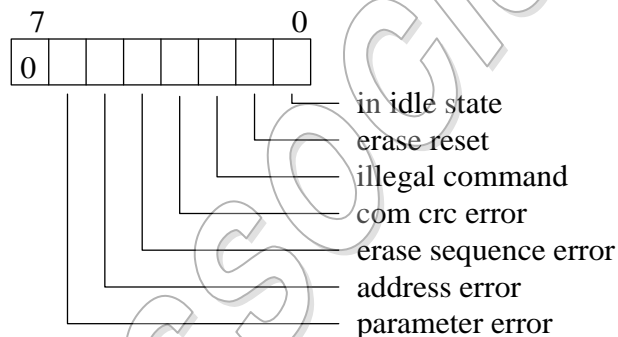 7 0
0
in idle state
erase reset
illegal command
com crc error
erase sequence error
address error
parameter error